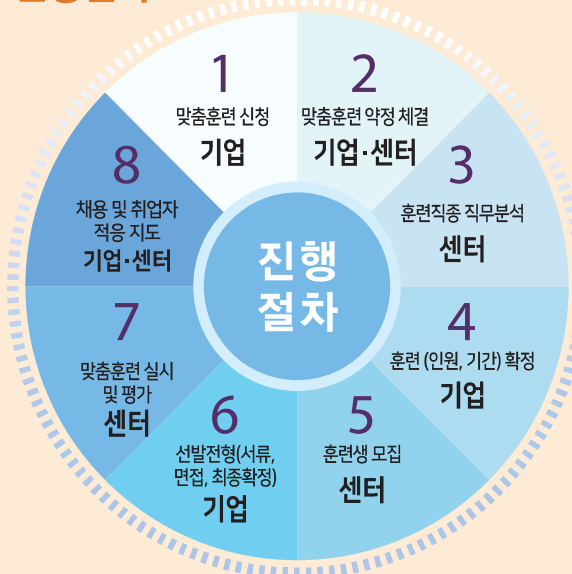 진행
절차
1
맞춤훈련 신청
기업
2
맞춤훈련 약정 체결
기업·센터
3
훈련직종 직무분석
센터
4
훈련 (인원, 기간) 확정
기업
5
훈련생 모집
센터
6
선발전형(서류,
면접, 최종확정)
기업
7
맞춤훈련 실시
및 평가
센터
8
채용 및 취업자
적응 지도
기업·센터